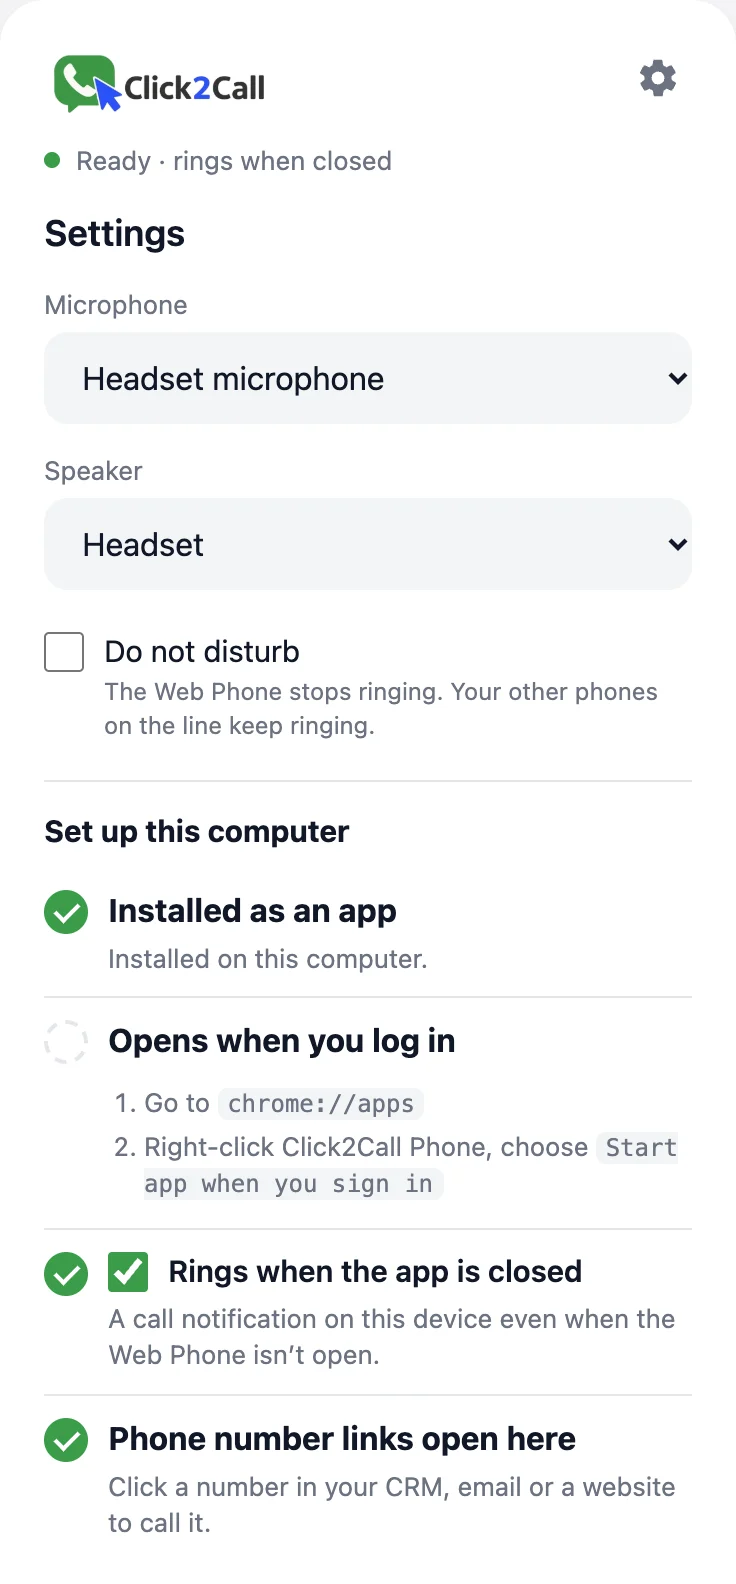 Click2Call
Ready · rings when closed
Settings
Microphone
Headset microphone
Speaker
Headset
Do not disturb
The Web Phone stops ringing. Your other phones
on the line keep ringing.
Set up this computer
Installed as an app
Installed on this computer.
Opens when you log in
1. Go to chrome://apps
2. Right-click Click2Call Phone, choose Start
app when you sign in
Rings when the app is closed
A call notification on this device even when the
Web Phone isn’t open.
Phone number links open here
Click a number in your CRM, email or a website
to call it.